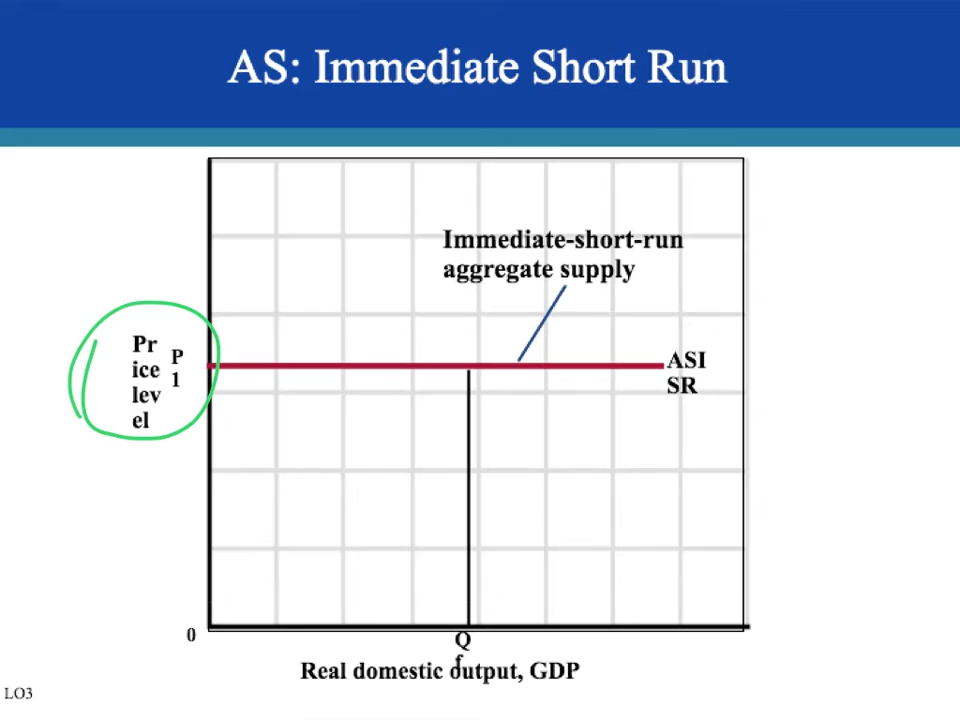 AS: Immediate Short Run
Immediate-short-run
aggregate supply
Pr
ice
lev
el
P
1
ASI
SR
0
Q
f
Real domestic output, GDP
LO3